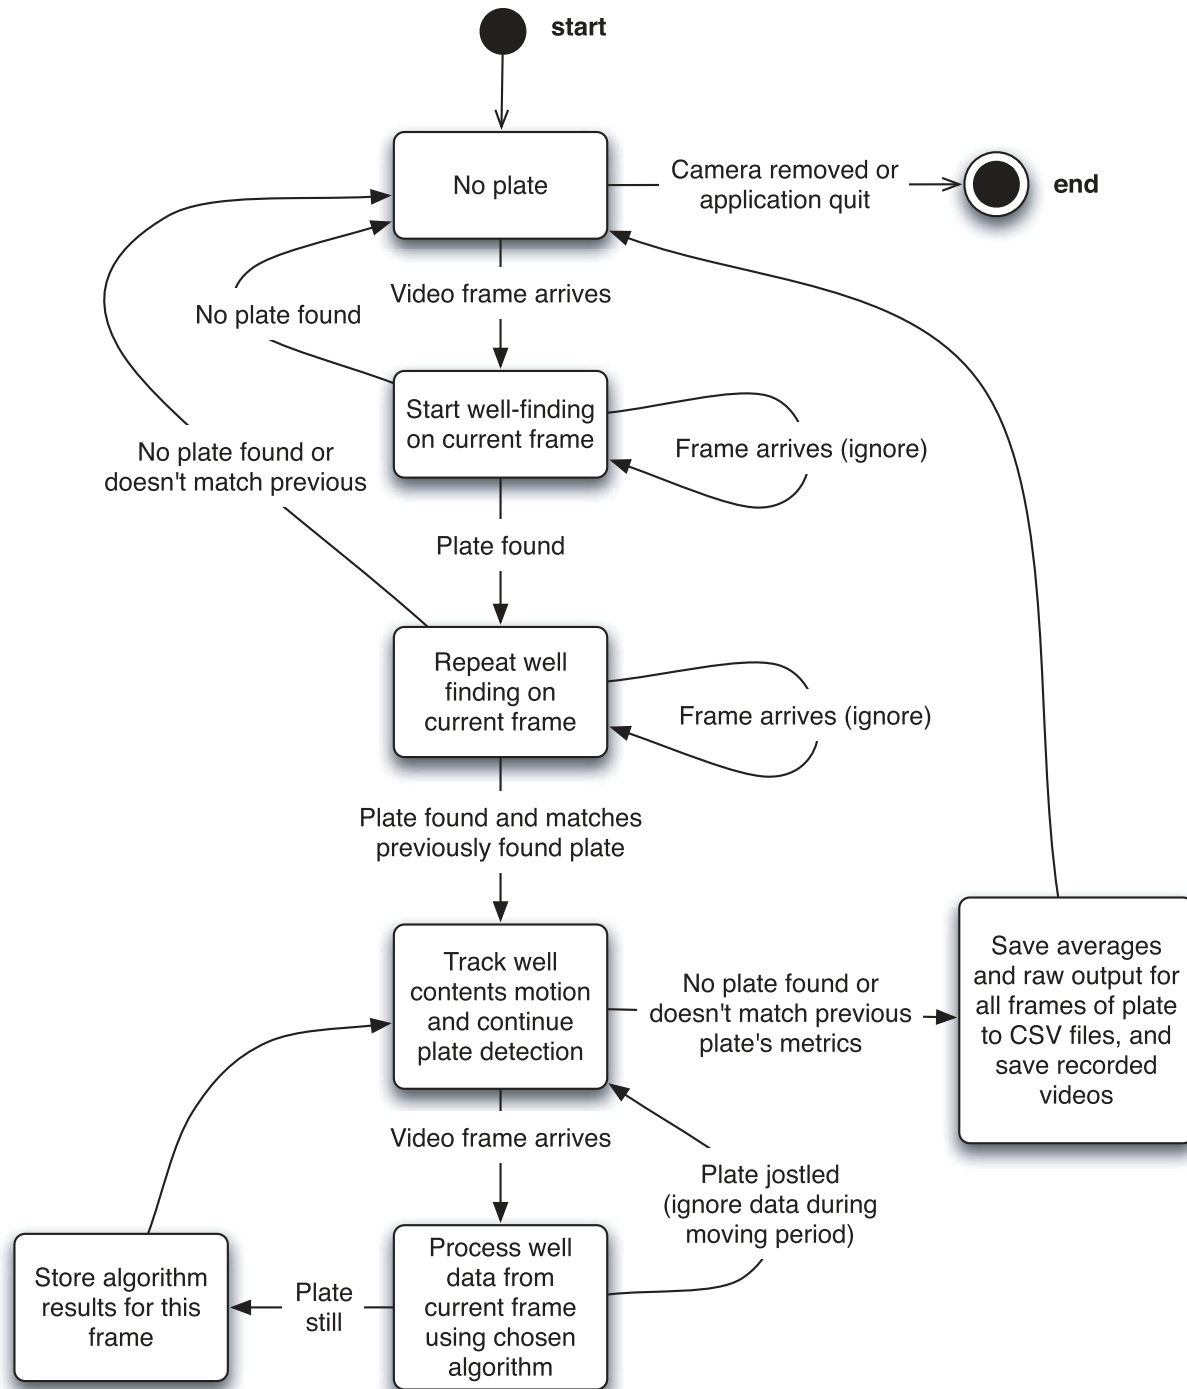 start
No plate
Camera removed or
application quit
end
Video frame arrives
No plate found
Start well-finding
on current frame
Frame arrives (ignore)
No plate found or
doesn't match previous
Plate found
Repeat well
finding on
current frame
Frame arrives (ignore)
Plate found and matches
previously found plate
Track well
contents motion
and continue
plate detection
No plate found or
doesn't match previous
plate's metrics
Save averages
and raw output for
all frames of plate
to CSV files, and
save recorded
videos
Video frame arrives
Plate jostled
(ignore data during
moving period)
Process well
data from
current frame
using chosen
algorithm
Plate
still
Store algorithm
results for this
frame